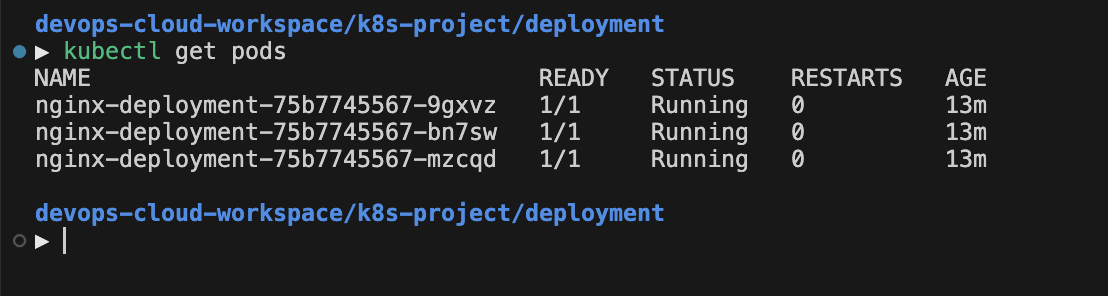 devops-cloud-workspace/k8s-project/deployment
▶ kubectl get pods
NAME READY STATUS RESTARTS AGE
nginx-deployment-75b7745567-9gxvz 1/1 Running 0 13m
nginx-deployment-75b7745567-bn7sw 1/1 Running 0 13m
nginx-deployment-75b7745567-mzcqd 1/1 Running 0 13m
devops-cloud-workspace/k8s-project/deployment
▶